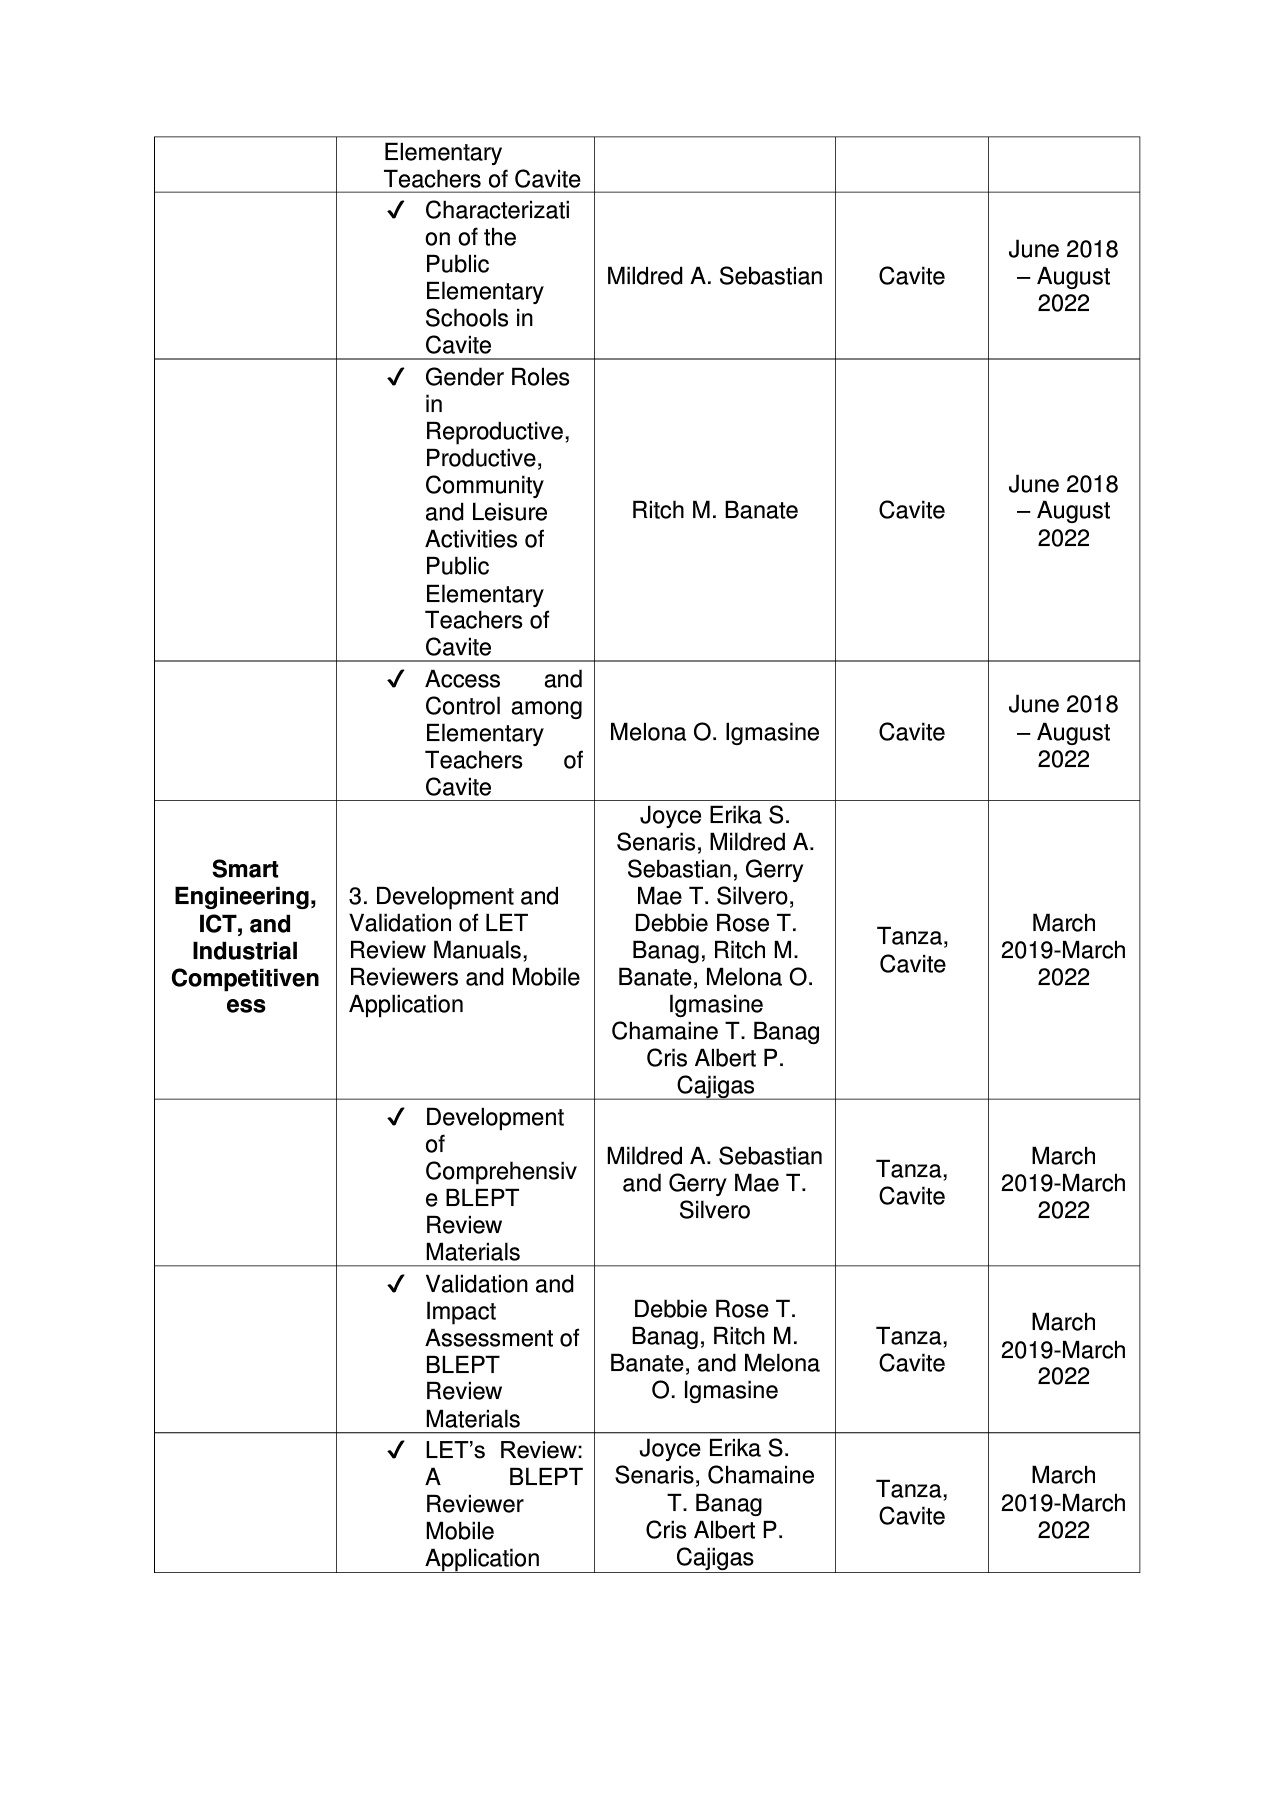 Elementary
Teachers of Cavite
✓ Characterizati
on of the
Public
Elementary
Schools in
Cavite
Mildred A. Sebastian
Cavite
June 2018
– August
2022
✓ Gender Roles
in
Reproductive,
Productive,
Community
and Leisure
Activities of
Public
Elementary
Teachers of
Cavite
Ritch M. Banate
Cavite
June 2018
– August
2022
✓ Access and
Control among
Elementary
Teachers of
Cavite
Melona O. Igmasine
Cavite
June 2018
– August
2022
Smart
Engineering,
ICT, and
Industrial
Competitiven
ess
3. Development and
Validation of LET
Review Manuals,
Reviewers and Mobile
Application
Joyce Erika S.
Senaris, Mildred A.
Sebastian, Gerry
Mae T. Silvero,
Debbie Rose T.
Banag, Ritch M.
Banate, Melona O.
Igmasine
Chamaine T. Banag
Cris Albert P.
Cajigas
Tanza,
Cavite
March
2019-March
2022
✓ Development
of
Comprehensiv
e BLEPT
Review
Materials
Mildred A. Sebastian
and Gerry Mae T.
Silvero
Tanza,
Cavite
March
2019-March
2022
✓ Validation and
Impact
Assessment of
BLEPT
Review
Materials
Debbie Rose T.
Banag, Ritch M.
Banate, and Melona
O. Igmasine
Tanza,
Cavite
March
2019-March
2022
✓ LET’s Review:
A BLEPT
Reviewer
Mobile
Application
Joyce Erika S.
Senaris, Chamaine
T. Banag
Cris Albert P.
Cajigas
Tanza,
Cavite
March
2019-March
2022